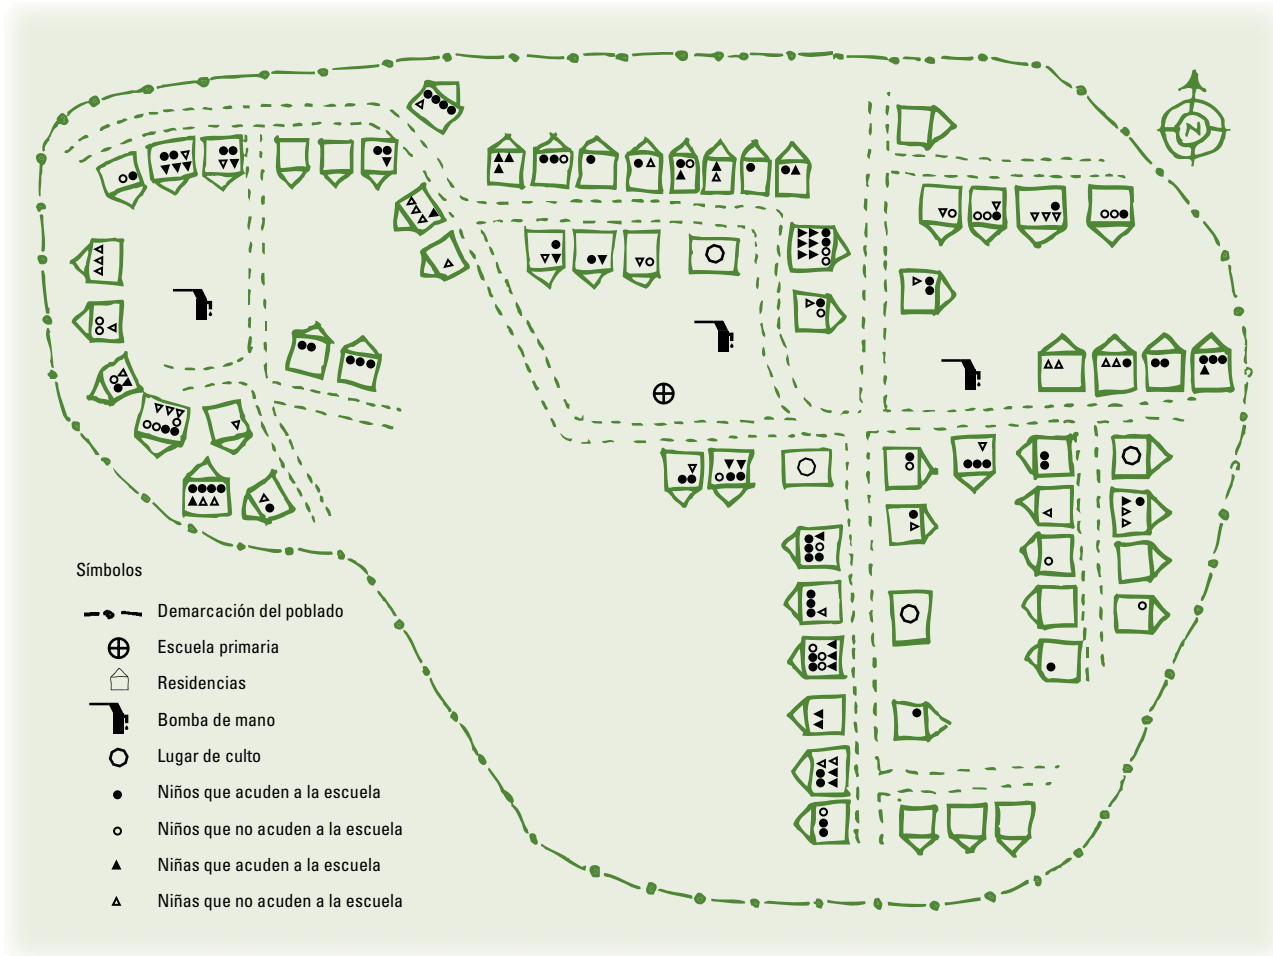 N
Símbolos
Demarcación del poblado
Escuela primaria
Residencias
Bomba de mano
Lugar de culto
Niños que acuden a la escuela
Niños que no acuden a la escuela
Niñas que acuden a la escuela
Niñas que no acuden a la escuela